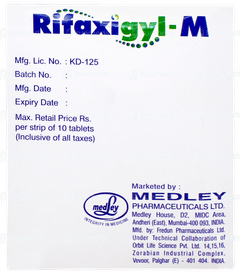 Rifaxigyl-M
Mfg. Lic. No. : KD-125
Batch No. :
Mfg. Date :
Expiry Date :
Max. Retail Price Rs.
per strip of 10 tablets
(Inclusive of all taxes)
medley
INTEGRITY IN MEDICINE
Marketed by :
MEDLEY
PHARMACEUTICALS LTD.
Medley House, D2, MIDC Area,
Andheri (East), Mumbai-400 093, INDIA.
Mfg. by: Fredun Pharmaceuticals Ltd.
Under Technical Collaboration of
Orbit Life Science Pvt. Ltd. 14,15,16,
Zorabian Industrial Complex,
Vevoor, Palghar (E) - 401 404. INDIA.